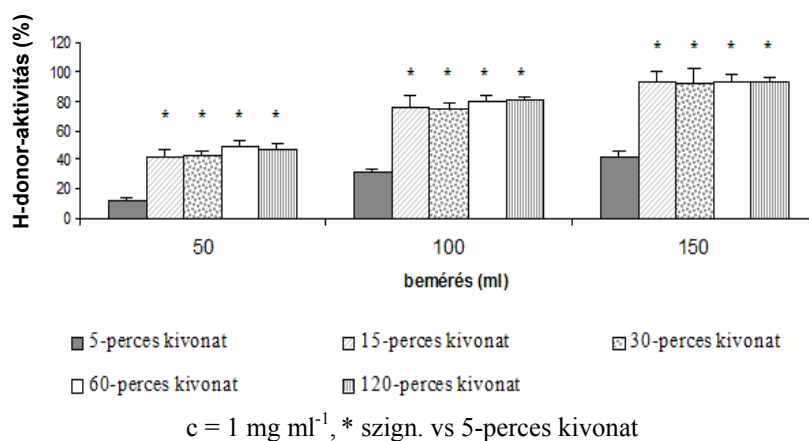 H-donor-aktivitás (%)
120
100
80
60
40
20
0
* * * * * * * * * * * *
50 100 150
bemérés (ml)
5-perces kivonat 15-perces kivonat 30-perces kivonat
60-perces kivonat 120-perces kivonat
c = 1 mg ml⁻¹, * szign. vs 5-perces kivonat